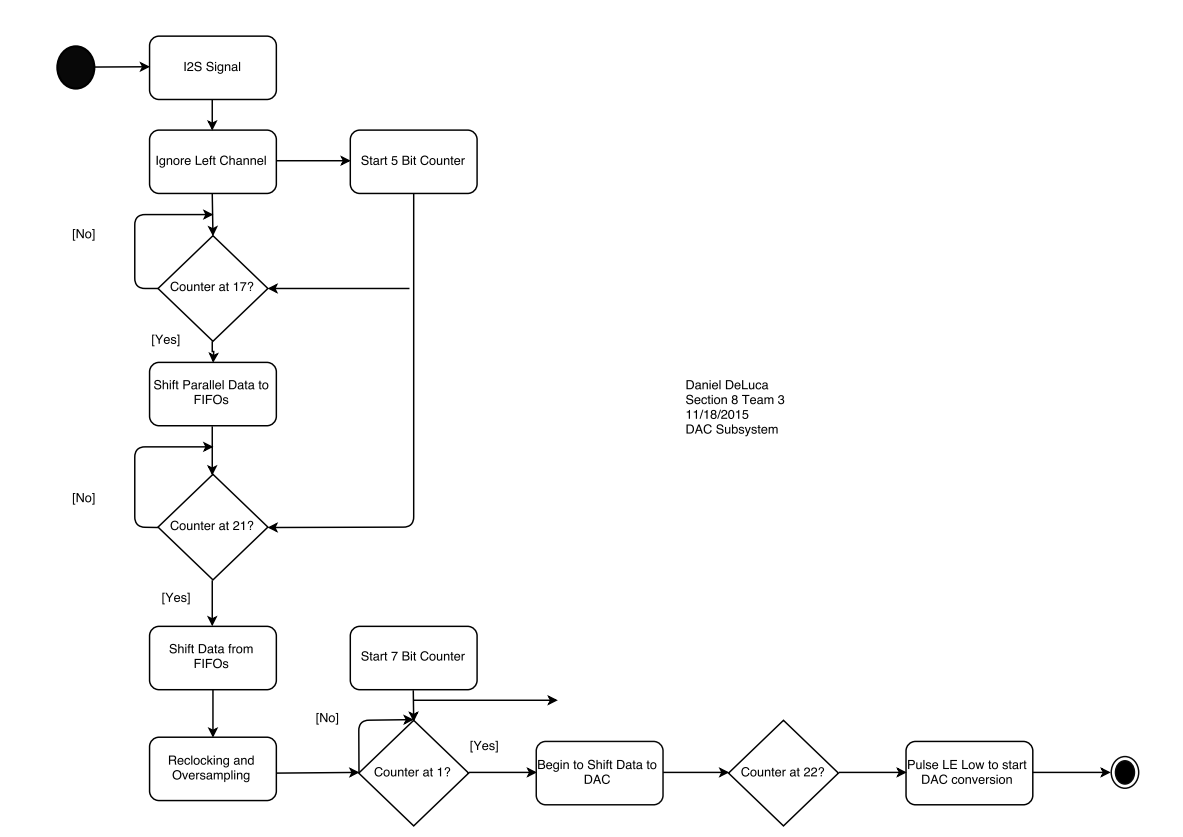 I2S Signal
Ignore Left Channel
Start 5 Bit Counter
[No]
Counter at 17?
[Yes]
Shift Parallel Data to
FIFOs
Daniel DeLuca
Section 8 Team 3
11/18/2015
DAC Subsystem
[No]
Counter at 21?
[Yes]
Shift Data from
FIFOs
Start 7 Bit Counter
Reclocking and
Oversampling
[No]
Counter at 1?
[Yes]
Begin to Shift Data to
DAC
Counter at 22?
Pulse LE Low to start
DAC conversion